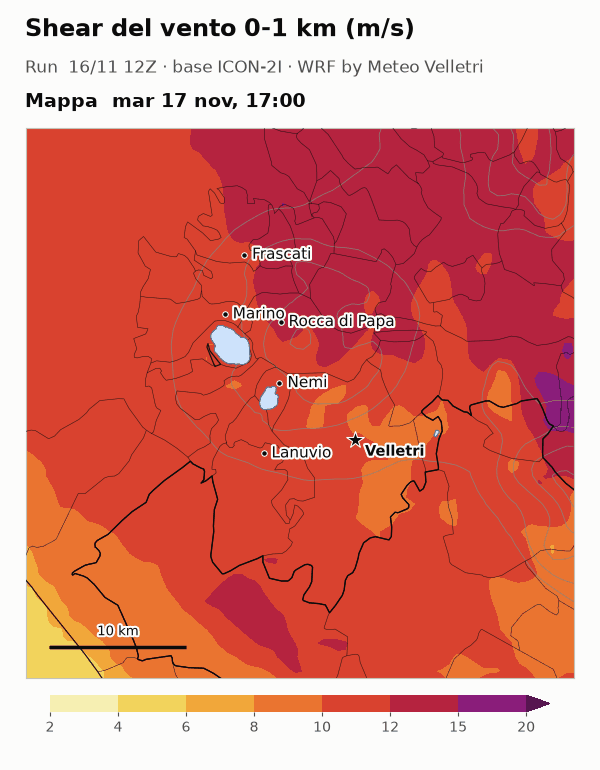 Shear del vento 0-1 km (m/s)
Run 16/11 12Z · base ICON-2I · WRF by Meteo Velletri
Mappa mar 17 nov, 17:00
Frascati
Marino
Rocca di Papa
Nemi
Velletri
Lanuvio
10 km
2 4 6 8 10 12 15 20